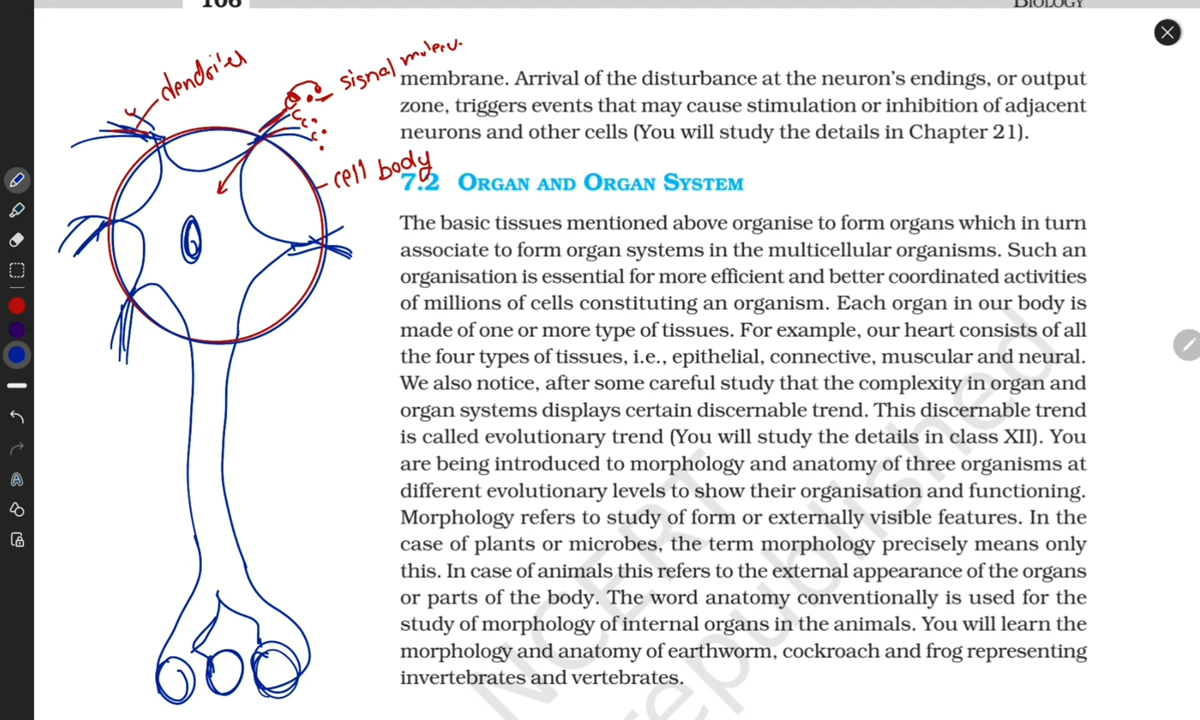 106
BIOLOGY
dendrites
signal
cell body
membrane. Arrival of the disturbance at the neuron's endings, or output
zone, triggers events that may cause stimulation or inhibition of adjacent
neurons and other cells (You will study the details in Chapter 21).
7.2 ORGAN AND ORGAN SYSTEM
The basic tissues mentioned above organise to form organs which in turn
associate to form organ systems in the multicellular organisms. Such an
organisation is essential for more efficient and better coordinated activities
of millions of cells constituting an organism. Each organ in our body is
made of one or more type of tissues. For example, our heart consists of all
the four types of tissues, i.e., epithelial, connective, muscular and neural.
We also notice, after some careful study that the complexity in organ and
organ systems displays certain discernable trend. This discernable trend
is called evolutionary trend (You will study the details in class XII). You
are being introduced to morphology and anatomy of three organisms at
different evolutionary levels to show their organisation and functioning.
Morphology refers to study of form or externally visible features. In the
case of plants or microbes, the term morphology precisely means only
this. In case of animals this refers to the external appearance of the organs
or parts of the body. The word anatomy conventionally is used for the
study of morphology of internal organs in the animals. You will learn the
morphology and anatomy of earthworm, cockroach and frog representing
invertebrates and vertebrates.
NCERT
republished